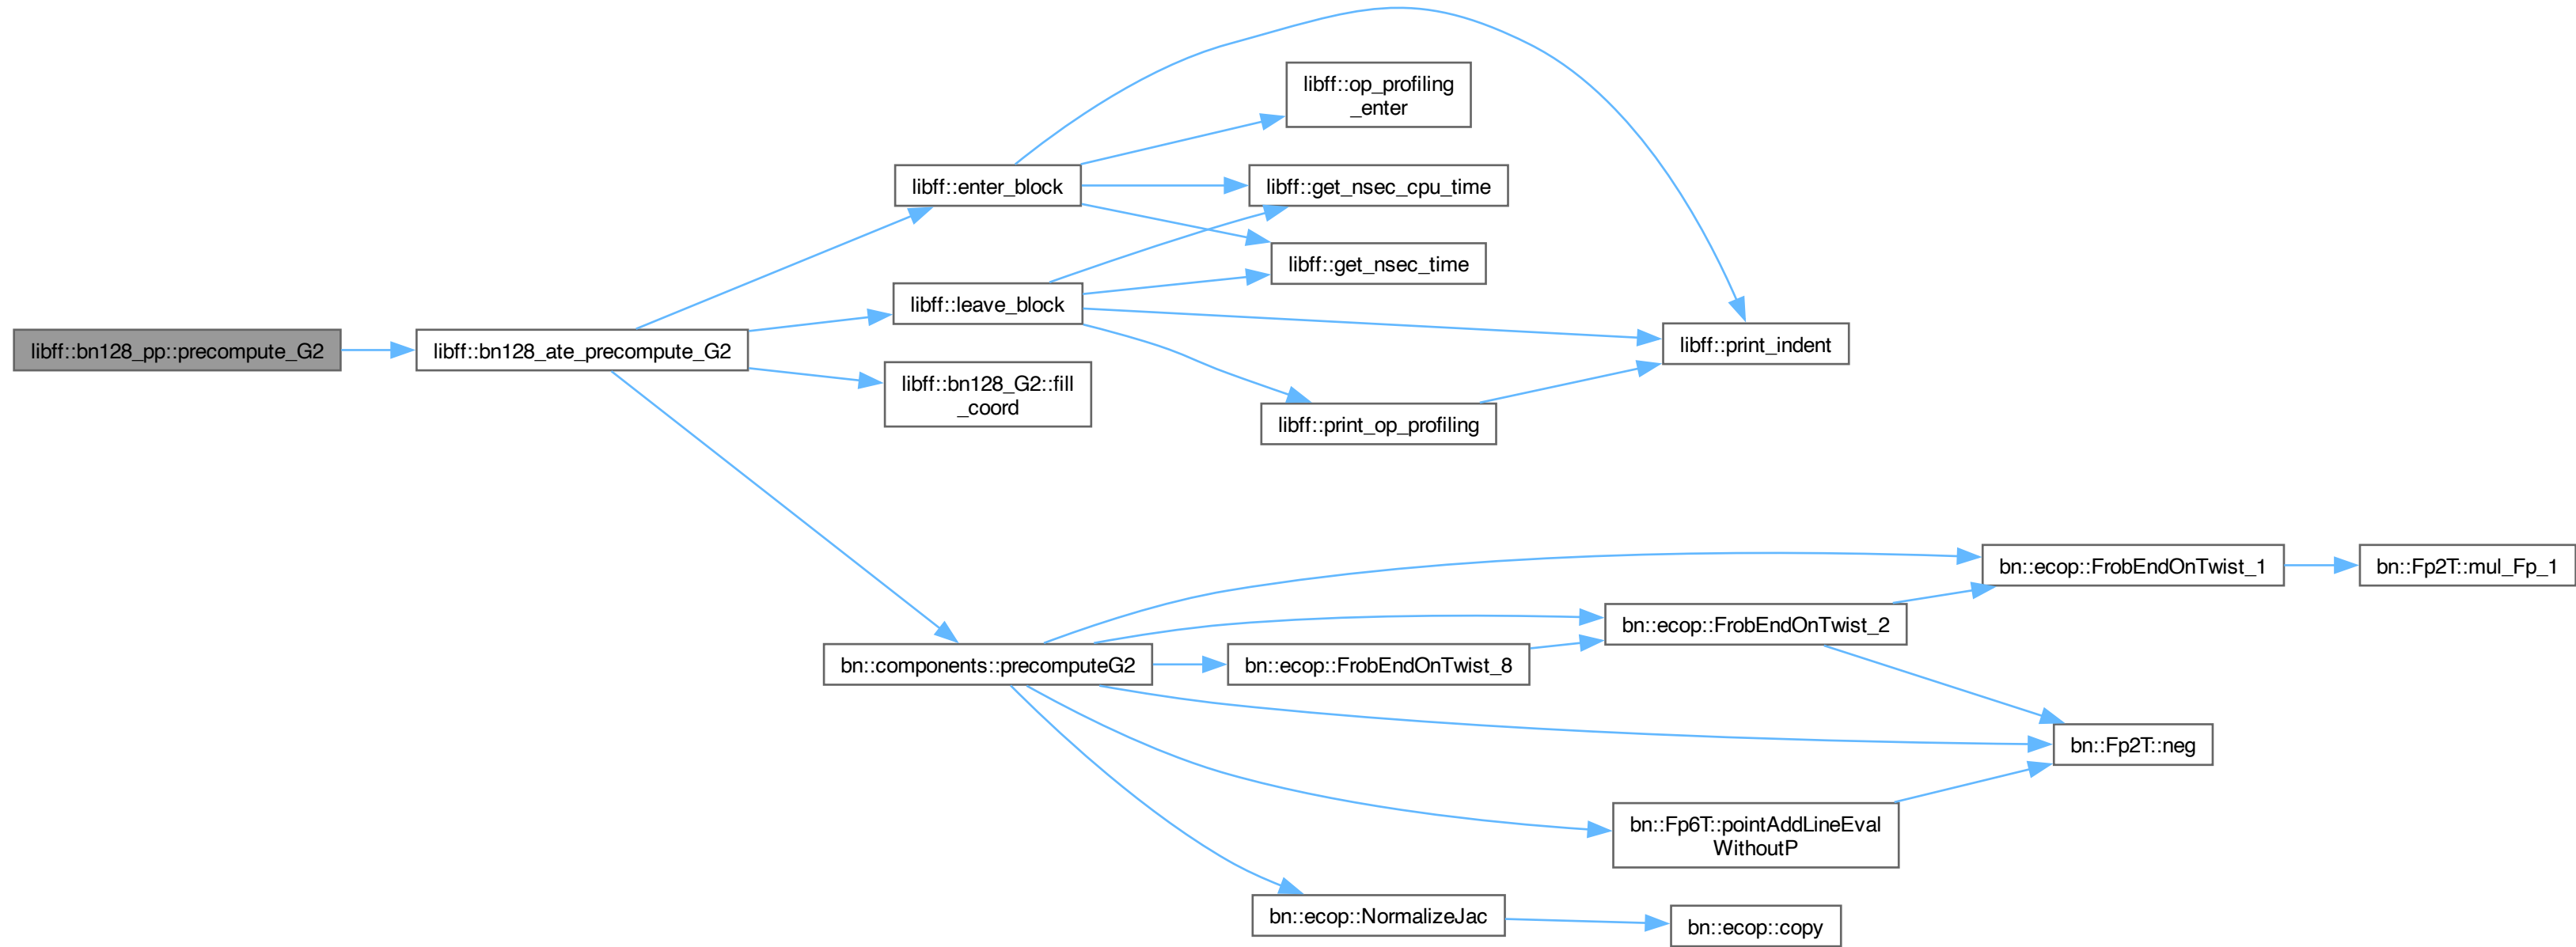 libff::bn128_pp::precompute_G2
libff::bn128_ate_precompute_G2
libff::enter_block
libff::leave_block
libff::bn128_G2::fill
_coord
libff::op_profiling
_enter
libff::get_nsec_cpu_time
libff::get_nsec_time
libff::print_op_profiling
libff::print_indent
bn::components::precomputeG2
bn::ecop::FrobEndOnTwist_8
bn::ecop::FrobEndOnTwist_2
bn::ecop::FrobEndOnTwist_1
bn::Fp2T::mul_Fp_1
bn::Fp2T::neg
bn::Fp6T::pointAddLineEval
WithoutP
bn::ecop::NormalizeJac
bn::ecop::copy